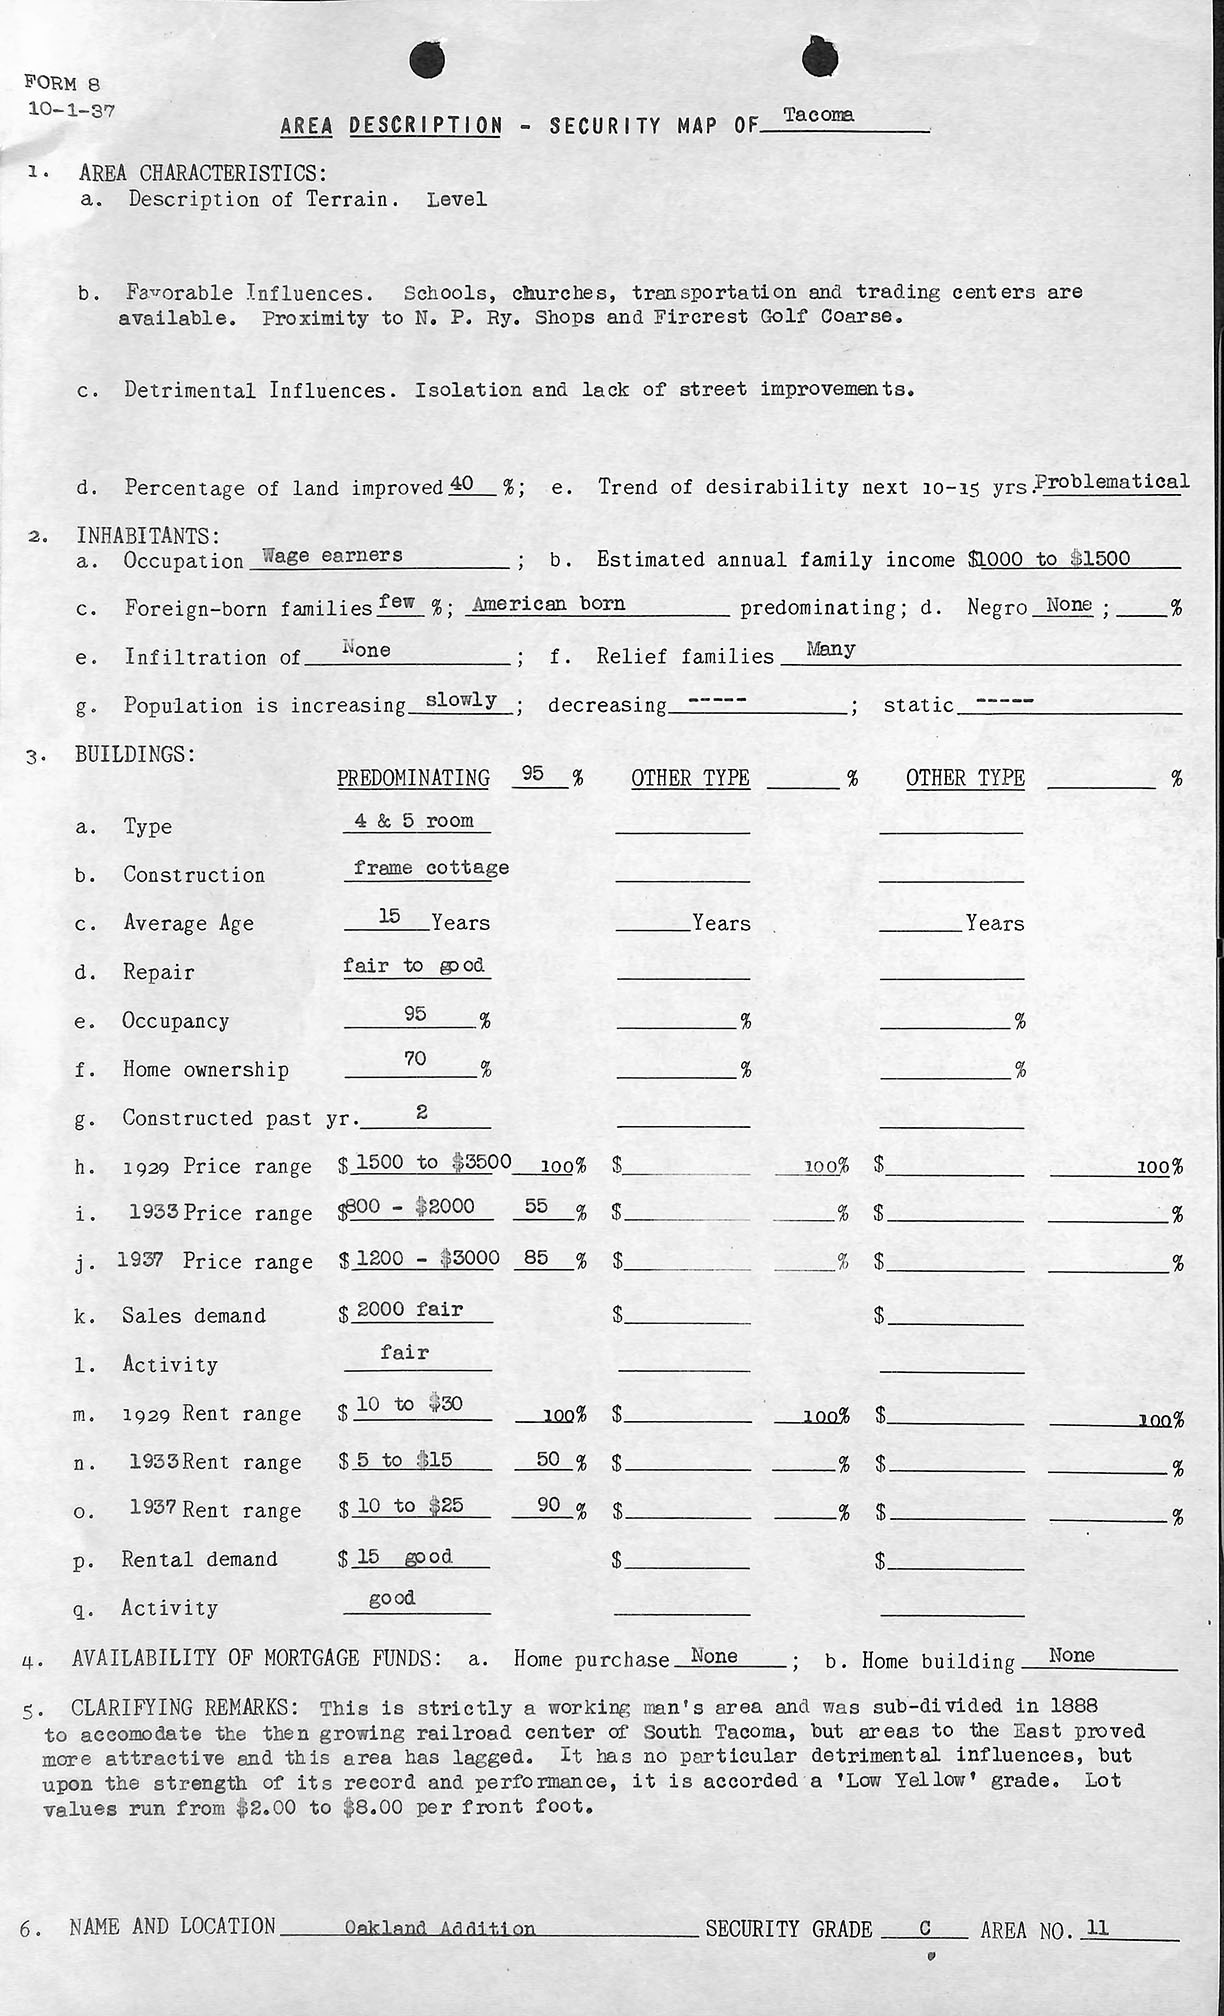 FORM 8
10-1-37
AREA DESCRIPTION - SECURITY MAP OF Tacoma
1. AREA CHARACTERISTICS:
a. Description of Terrain. Level
b. Favorable Influences. Schools, churches, transportation and trading centers are
available. Proximity to N. P. Ry. Shops and Fircrest Golf Coarse.
c. Detrimental Influences. Isolation and lack of street improvements.
d. Percentage of land improved 40 %; e. Trend of desirability next 10-15 yrs. Problematical
2. INHABITANTS:
a. Occupation Wage earners ; b. Estimated annual family income $1000 to $1500
c. Foreign-born families few %; American born predominating; d. Negro None ; %
e. Infiltration of None ; f. Relief families Many
g. Population is increasing slowly ; decreasing ----- ; static -----
3. BUILDINGS:
PREDOMINATING 95 % OTHER TYPE % OTHER TYPE %
a. Type 4 & 5 room
b. Construction frame cottage
c. Average Age 15 Years Years Years
d. Repair fair to good
e. Occupancy 95 % % %
f. Home ownership 70 % % %
g. Constructed past yr. 2
h. 1929 Price range $ 1500 to $3500 100% $ 100% $ 100%
i. 1933 Price range $800 - $2000 55 % $ % $ %
j. 1937 Price range $ 1200 - $3000 85 % $ % $ %
k. Sales demand $ 2000 fair $ $
l. Activity fair
m. 1929 Rent range $ 10 to $30 100% $ 100% $ 100%
n. 1933 Rent range $ 5 to $15 50 % $ % $ %
o. 1937 Rent range $ 10 to $25 90 % $ % $ %
p. Rental demand $ 15 good $ $
q. Activity good
4. AVAILABILITY OF MORTGAGE FUNDS: a. Home purchase None ; b. Home building None
5. CLARIFYING REMARKS: This is strictly a working man's area and was sub-divided in 1888
to accomodate the then growing railroad center of South Tacoma, but areas to the East proved
more attractive and this area has lagged. It has no particular detrimental influences, but
upon the strength of its record and performance, it is accorded a 'Low Yellow' grade. Lot
values run from $2.00 to $8.00 per front foot.
6. NAME AND LOCATION Oakland Addition SECURITY GRADE C AREA NO. 11